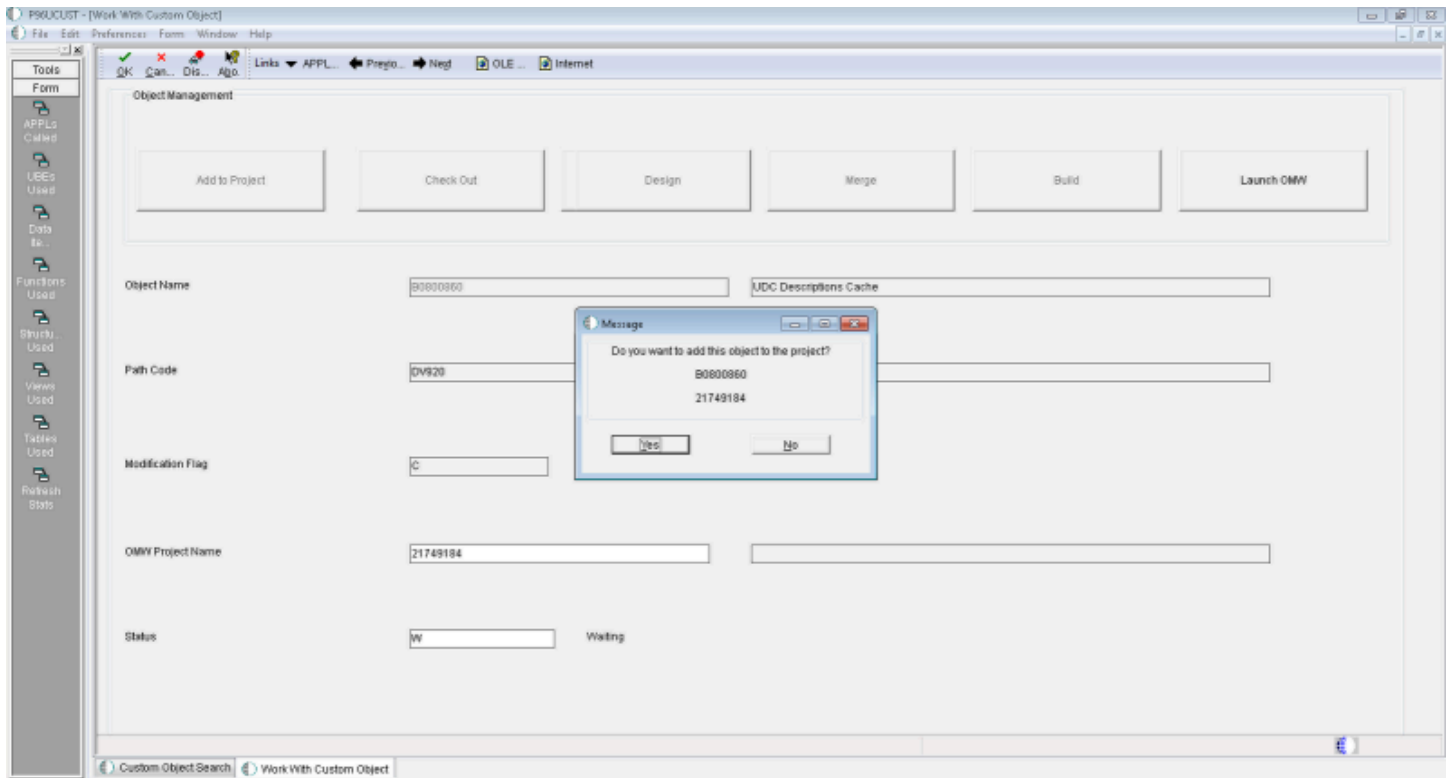 P96UCUST - [Work With Custom Object]
File Edit Preferences Form Window Help
OK Can... Dis... Abo. Links APPL... Previo... Next OLE ... Internet
Tools
Form
APPLs
Called
UBEs
Used
Data
Ite...
Functions
Used
Structu...
Used
Views
Used
Tables
Used
Refresh
Stats
Object Management
Add to Project Check Out Design Merge Build Launch OMW
Object Name B0800860 UDC Descriptions Cache
Path Code DV920
Modification Flag C
OMW Project Name 21749184
Status W Waiting
Message
Do you want to add this object to the project?
B0800860
21749184
Yes No
Custom Object Search Work With Custom Object